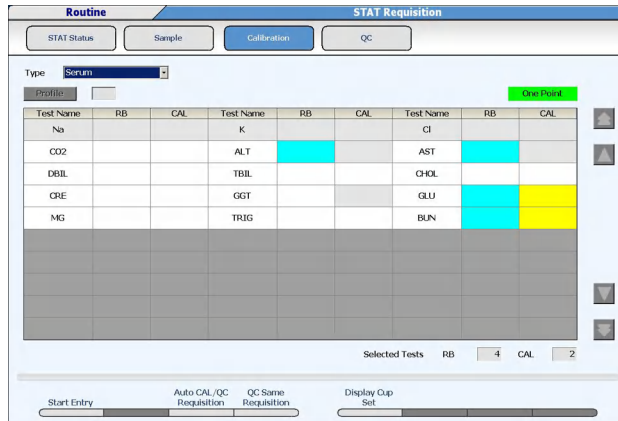 Routine STAT Requisition
STAT Status Sample Calibration QC
Type Serum
Profile One Point
Test Name RB CAL Test Name RB CAL Test Name RB CAL
Na K Cl
CO2 ALT AST
DBIL TBIL CHOL
CRE GGT GLU
MG TRIG BUN
Selected Tests RB 4 CAL 2
Auto CAL/QC QC Same Display Cup
Start Entry Requisition Requisition Set